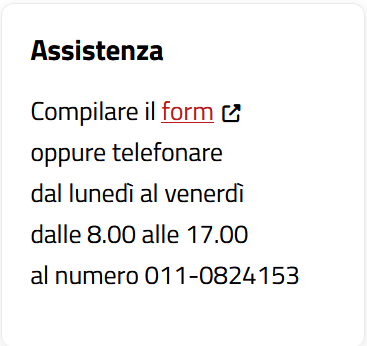 Assistenza
Compilare il form
oppure telefonare
dal lunedì al venerdì
dalle 8.00 alle 17.00
al numero 011-0824153